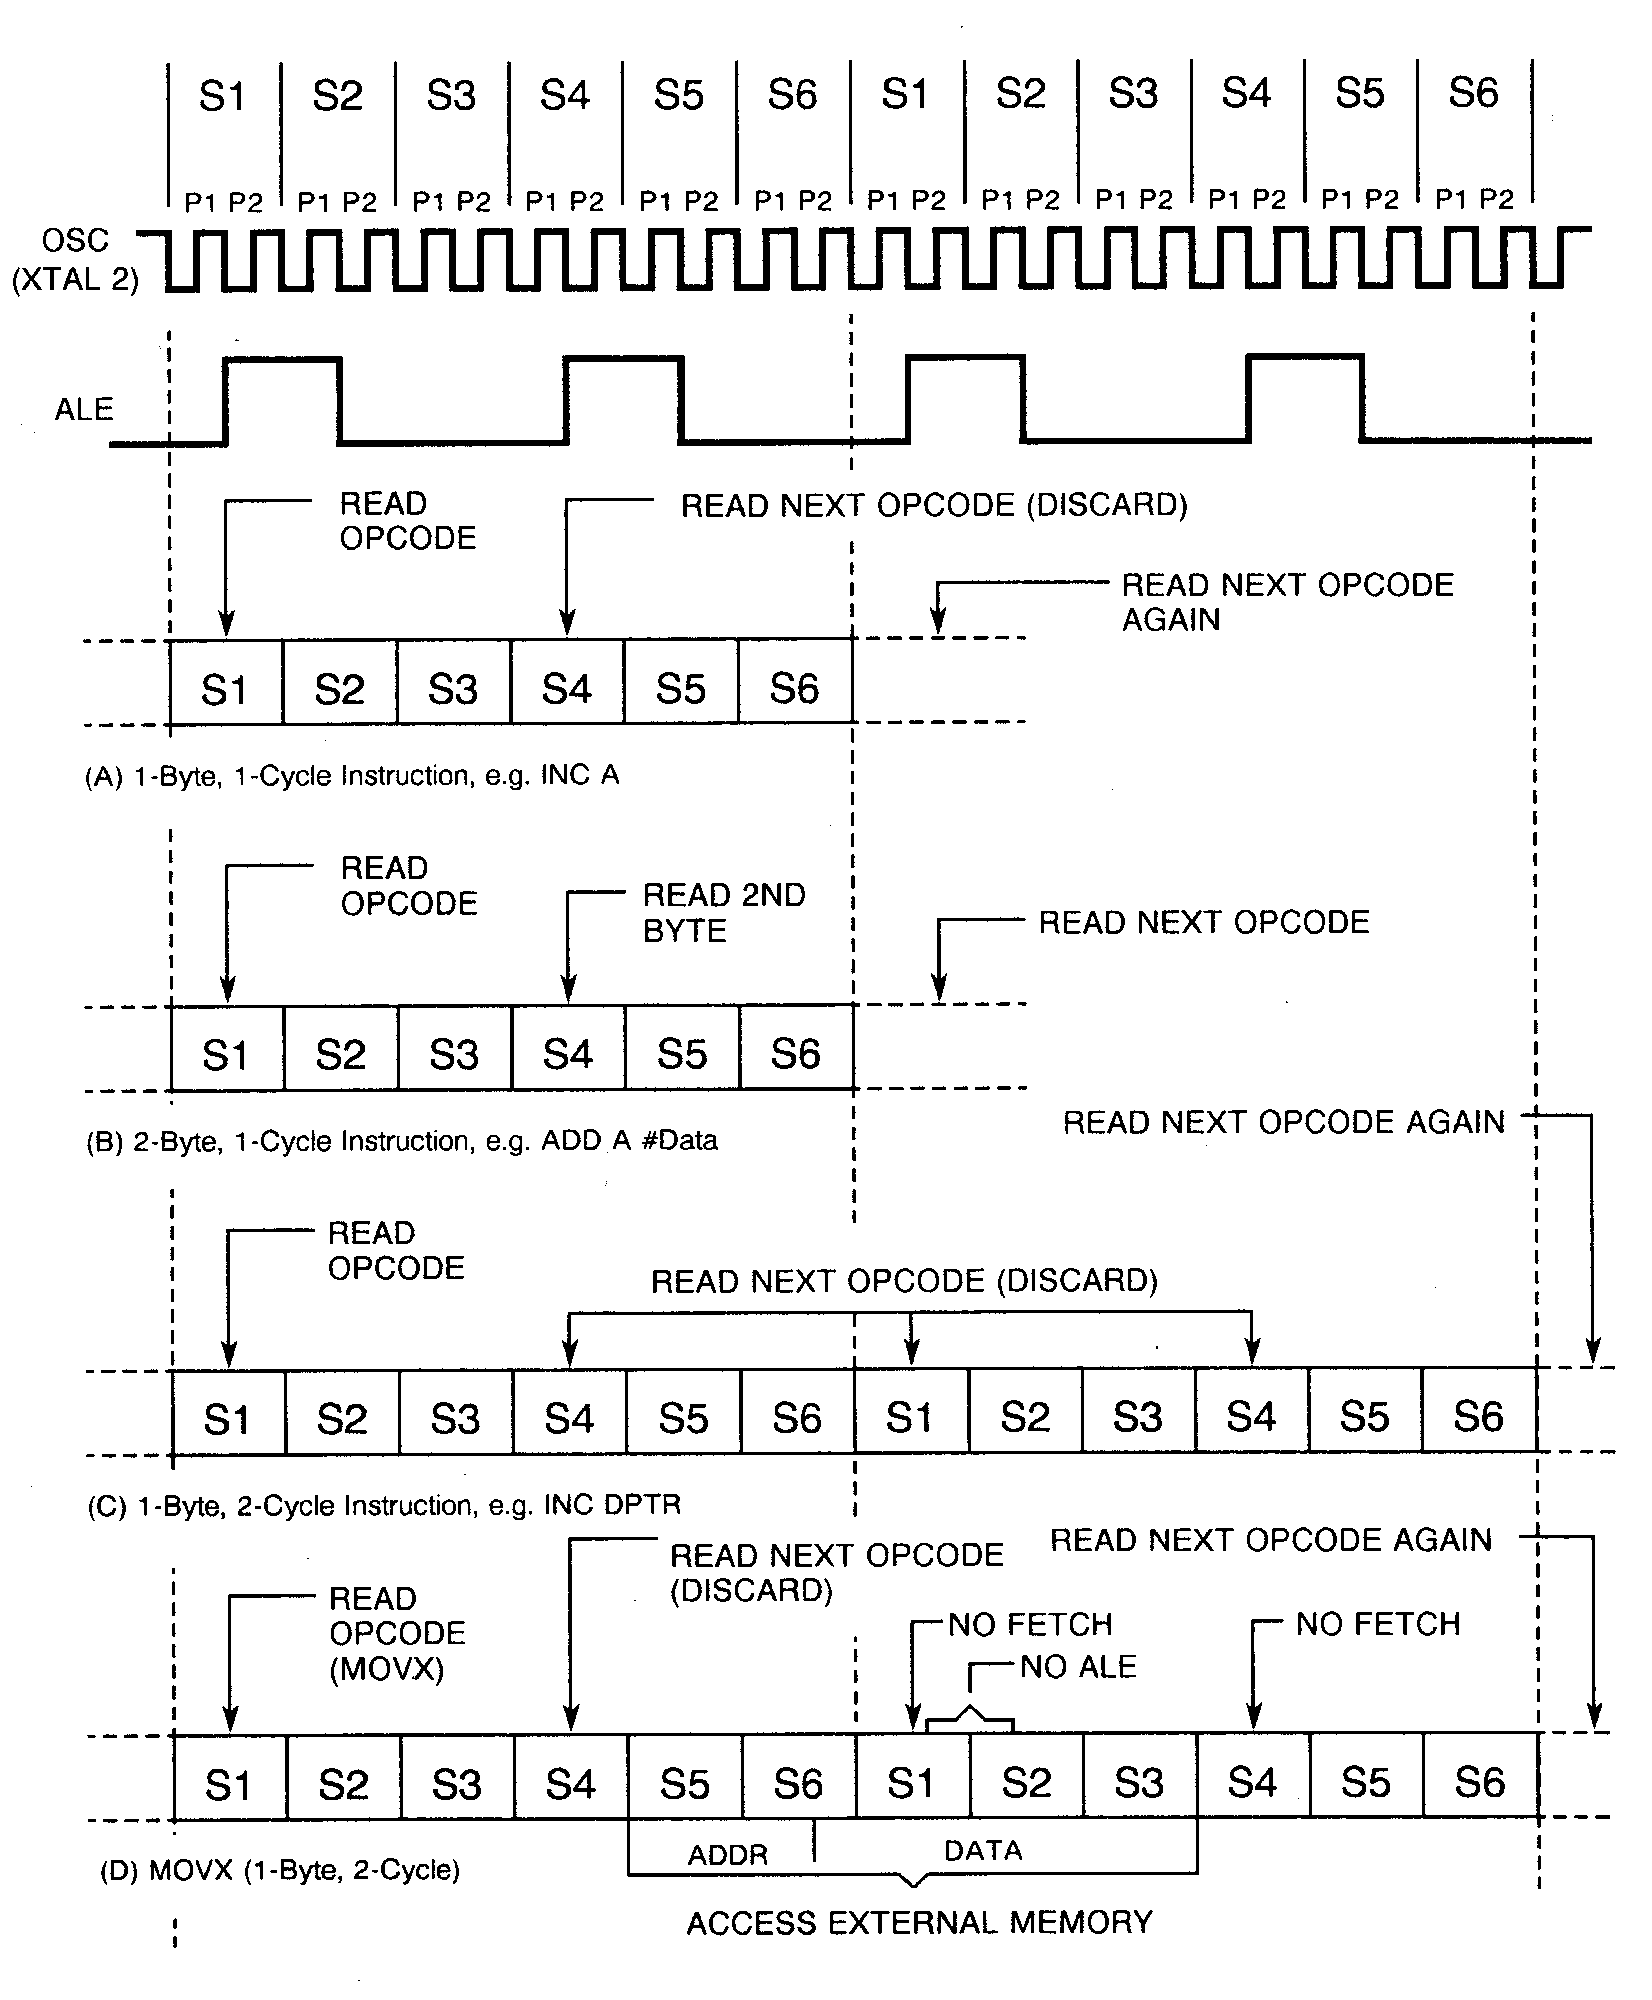 S1 S2 S3 S4 S5 S6 S1 S2 S3 S4 S5 S6
P1 P2 P1 P2 P1 P2 P1 P2 P1 P2 P1 P2 P1 P2 P1 P2 P1 P2 P1 P2 P1 P2 P1 P2
OSC
(XTAL 2)
ALE
READ
OPCODE
READ NEXT OPCODE (DISCARD)
READ NEXT OPCODE
AGAIN
S1 S2 S3 S4 S5 S6
(A) 1-Byte, 1-Cycle Instruction, e.g. INC A
READ
OPCODE
READ 2ND
BYTE
READ NEXT OPCODE
S1 S2 S3 S4 S5 S6
(B) 2-Byte, 1-Cycle Instruction, e.g. ADD A #Data
READ NEXT OPCODE AGAIN
READ
OPCODE
READ NEXT OPCODE (DISCARD)
S1 S2 S3 S4 S5 S6 S1 S2 S3 S4 S5 S6
(C) 1-Byte, 2-Cycle Instruction, e.g. INC DPTR
READ NEXT OPCODE AGAIN
READ NEXT OPCODE
(DISCARD)
READ
OPCODE
(MOVX)
NO FETCH
NO ALE
NO FETCH
S1 S2 S3 S4 S5 S6 S1 S2 S3 S4 S5 S6
ADDR
DATA
(D) MOVX (1-Byte, 2-Cycle)
ACCESS EXTERNAL MEMORY